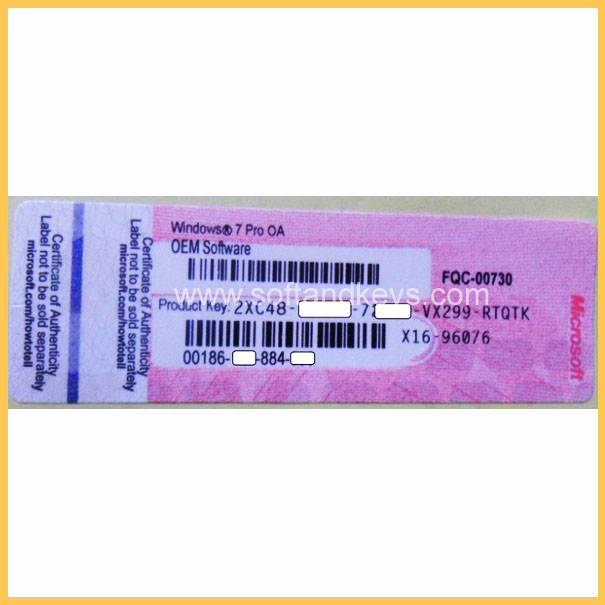 Certificate of Authenticity
Label not to be sold separately
microsoft.com/howtotell
Certificate of Authenticity
Label not to be sold separately
microsoft.com/howtotell
Windows® 7 Pro OA
OEM Software
FQC-00730
www.softandkeys.com
Product Key: 2XC48- -7 -VX299-RTQTK
X16-96076
00186- -884-
Microsoft